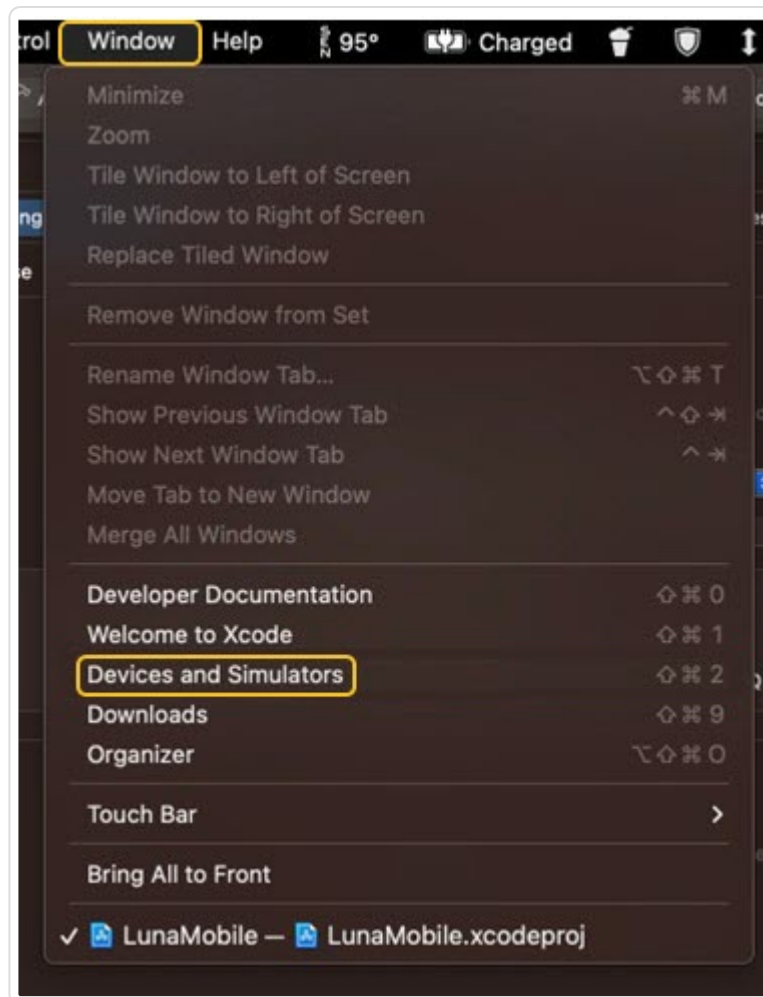 trol Window Help SENS 95° Charged
Minimize ⌘ M
Zoom
Tile Window to Left of Screen
Tile Window to Right of Screen
ng
Replace Tiled Window
se
Remove Window from Set
Rename Window Tab... ⌥⇧⌘ T
Show Previous Window Tab ^⇧⇥
Show Next Window Tab ^⇥
Move Tab to New Window
Merge All Windows
Developer Documentation ⇧⌘ 0
Welcome to Xcode ⇧⌘ 1
Devices and Simulators ⇧⌘ 2
Downloads ⇧⌘ 9
Organizer ⌥⇧⌘ O
Touch Bar >
Bring All to Front
✓ LunaMobile — LunaMobile.xcodeproj